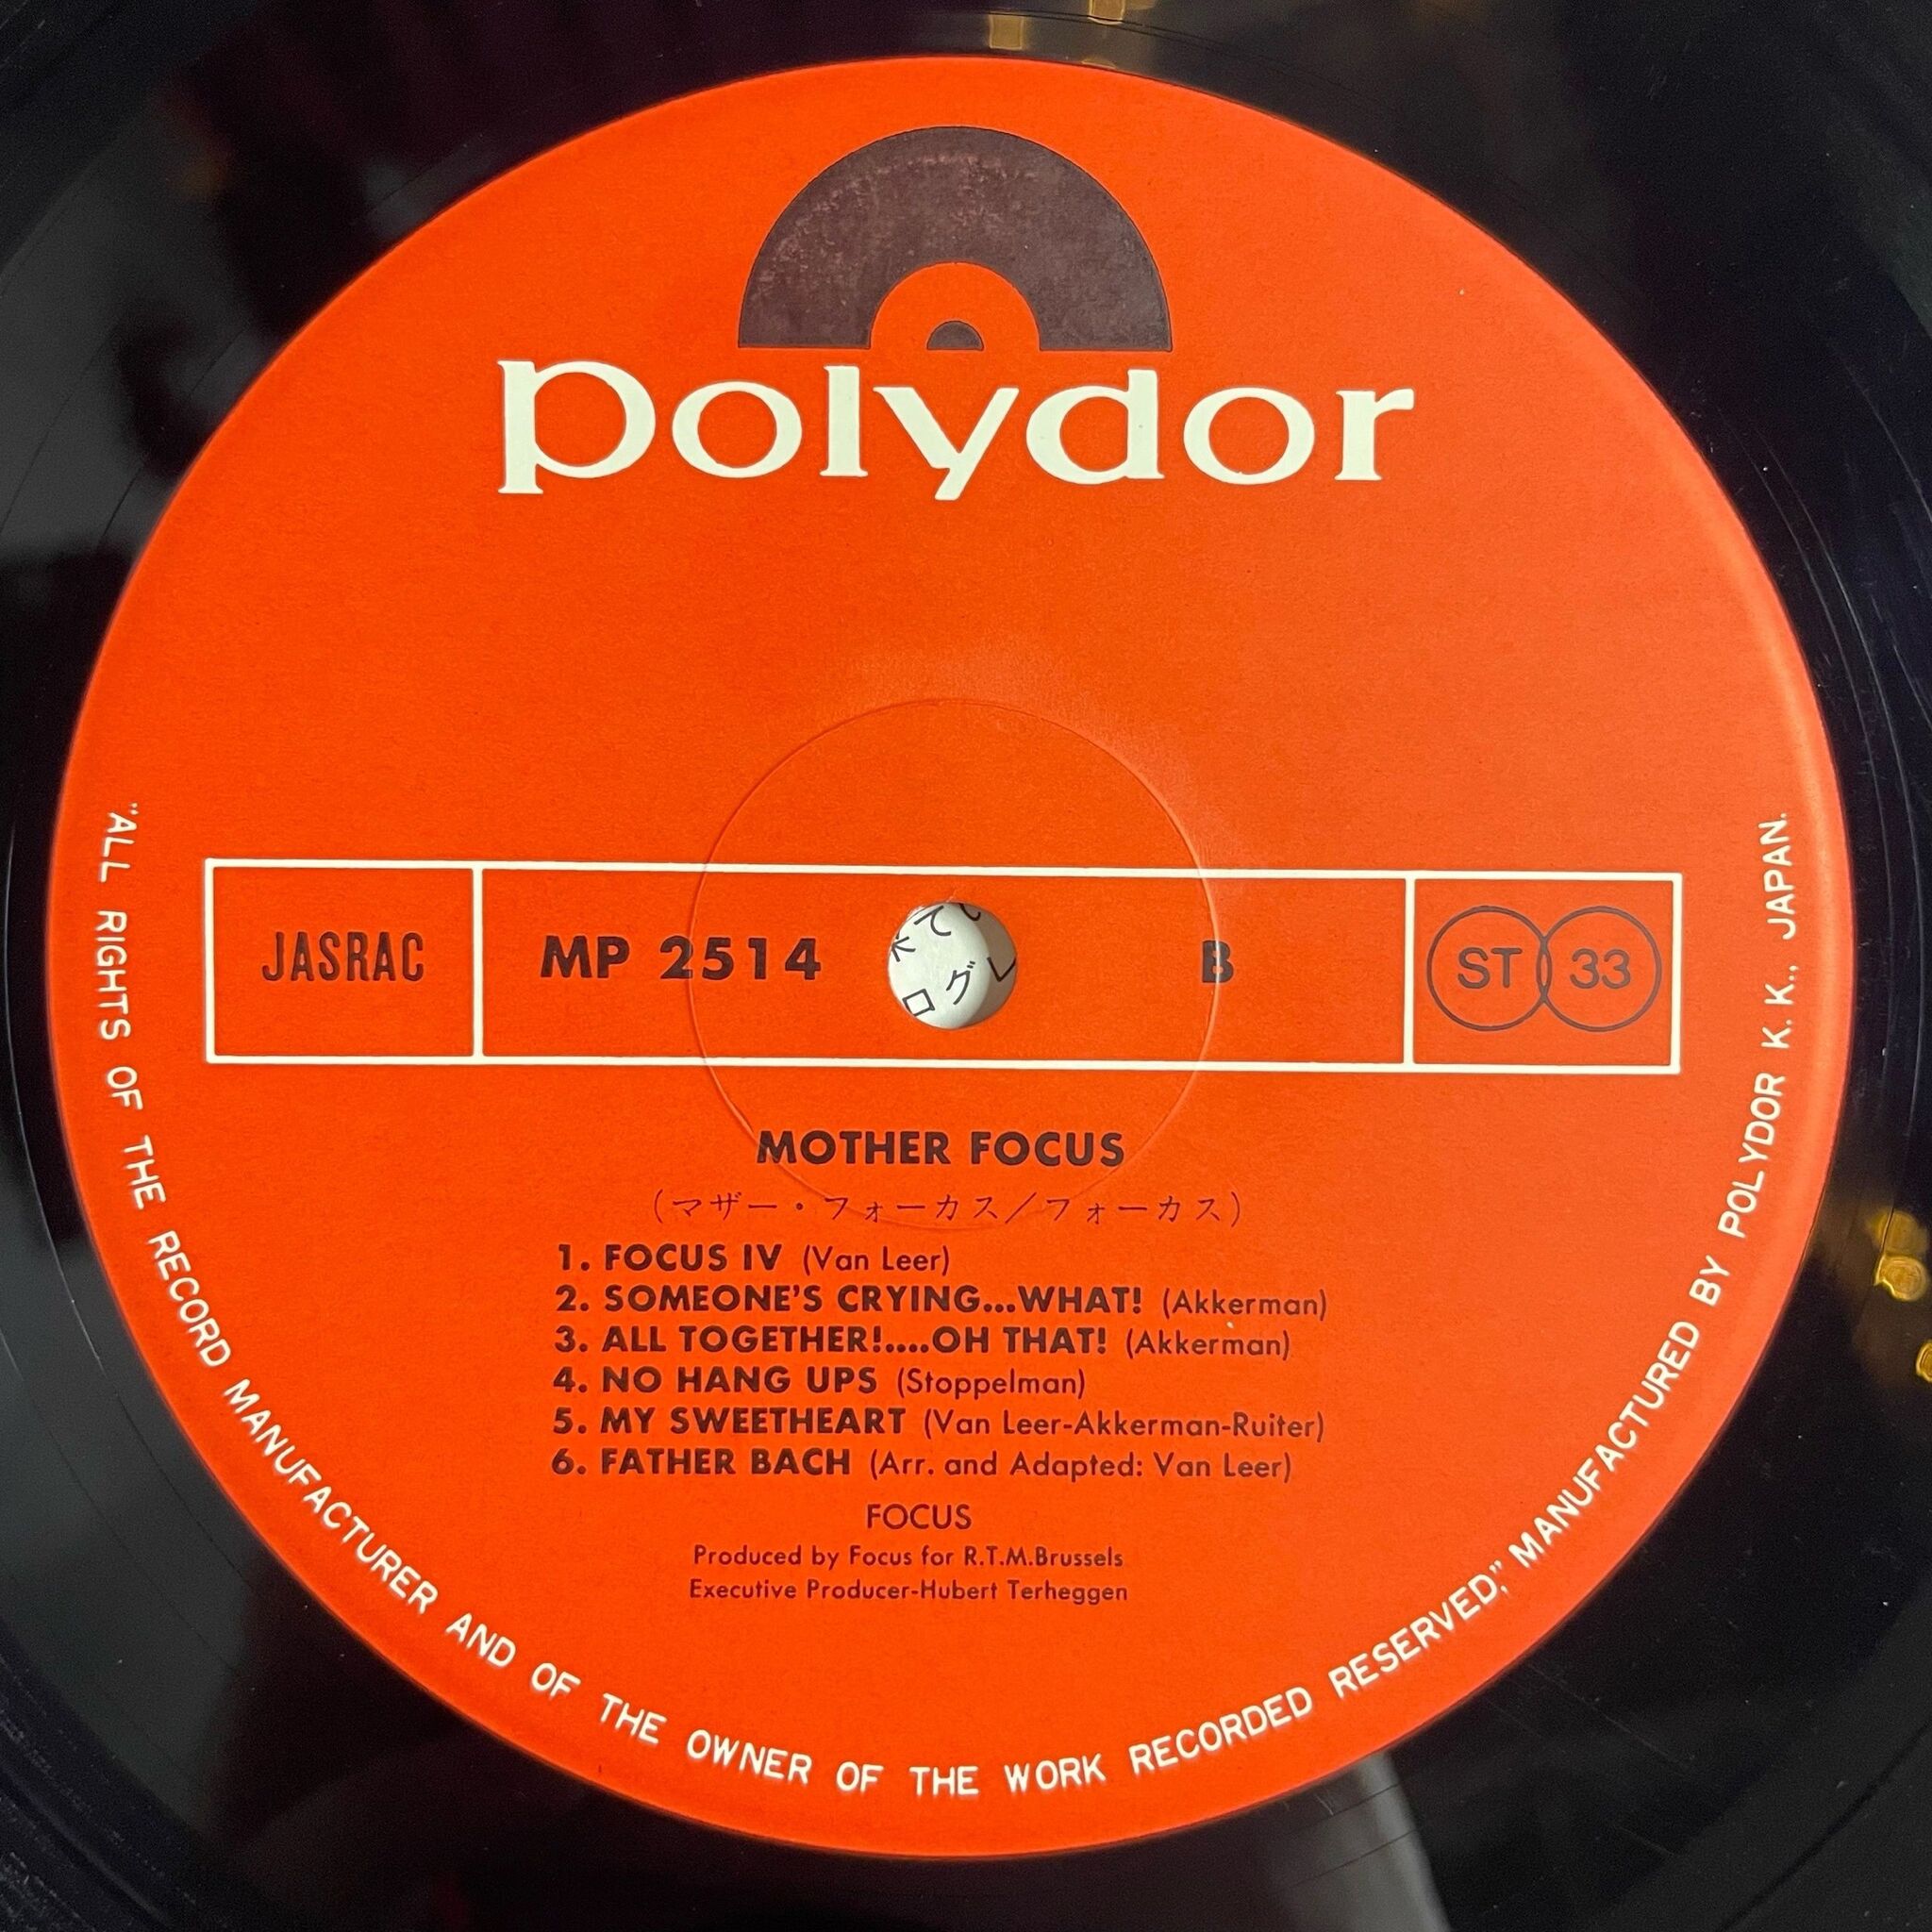 polydor
JASRAC
MP 2514
B
ST 33
MOTHER FOCUS
(マザー・フォーカス／フォーカス)
1. FOCUS IV (Van Leer)
2. SOMEONE'S CRYING...WHAT! (Akkerman)
3. ALL TOGETHER!....OH THAT! (Akkerman)
4. NO HANG UPS (Stoppelman)
5. MY SWEETHEART (Van Leer-Akkerman-Ruiter)
6. FATHER BACH (Arr. and Adapted: Van Leer)
FOCUS
Produced by Focus for R.T.M.Brussels
Executive Producer-Hubert Terheggen
"ALL RIGHTS OF THE RECORD MANUFACTURER AND OF THE OWNER OF THE WORK RECORDED RESERVED," MANUFACTURED BY POLYDOR K. K., JAPAN.